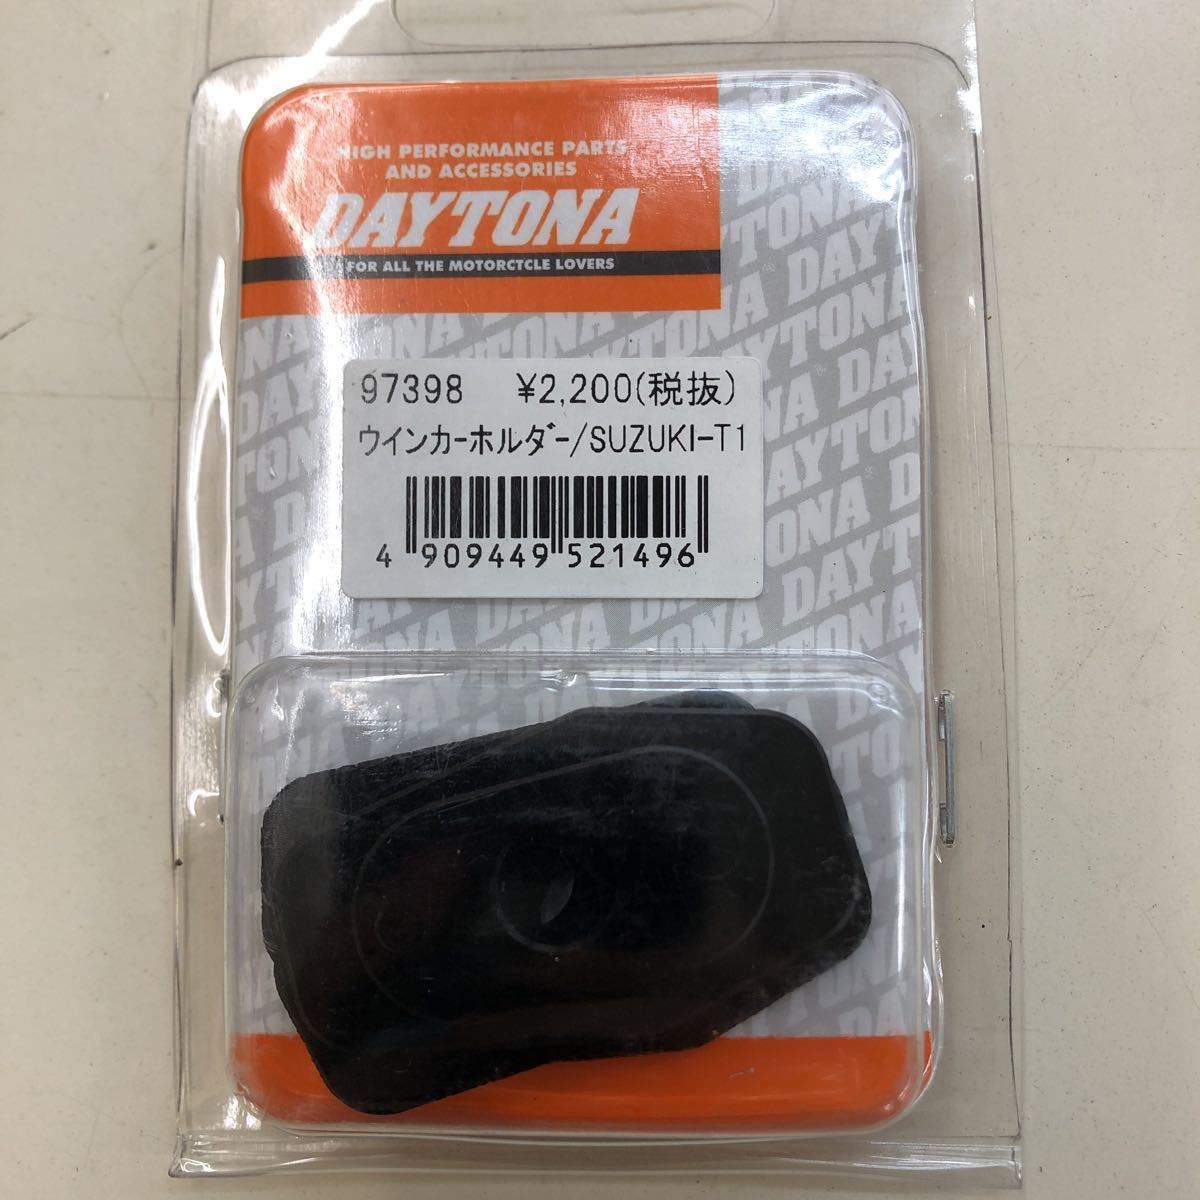 HIGH PERFORMANCE PARTS
AND ACCESSORIES
DAYTONA
FOR ALL THE MOTORCTCLE LOVERS
97398 ¥2,200(税抜)
ウインカーホルダー/SUZUKI-T1
4 909449 521496